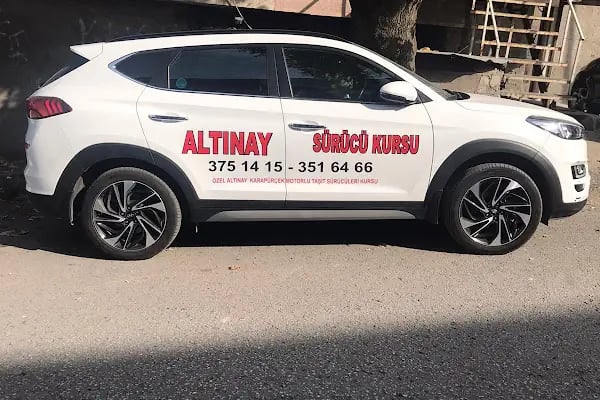 ALTINAY SÜRÜCÜ KURSU
375 14 15 - 351 64 66
ÖZEL ALTINAY KARAPÜRÇEK MOTORLU TAŞIT SÜRÜCÜLERİ KURSU